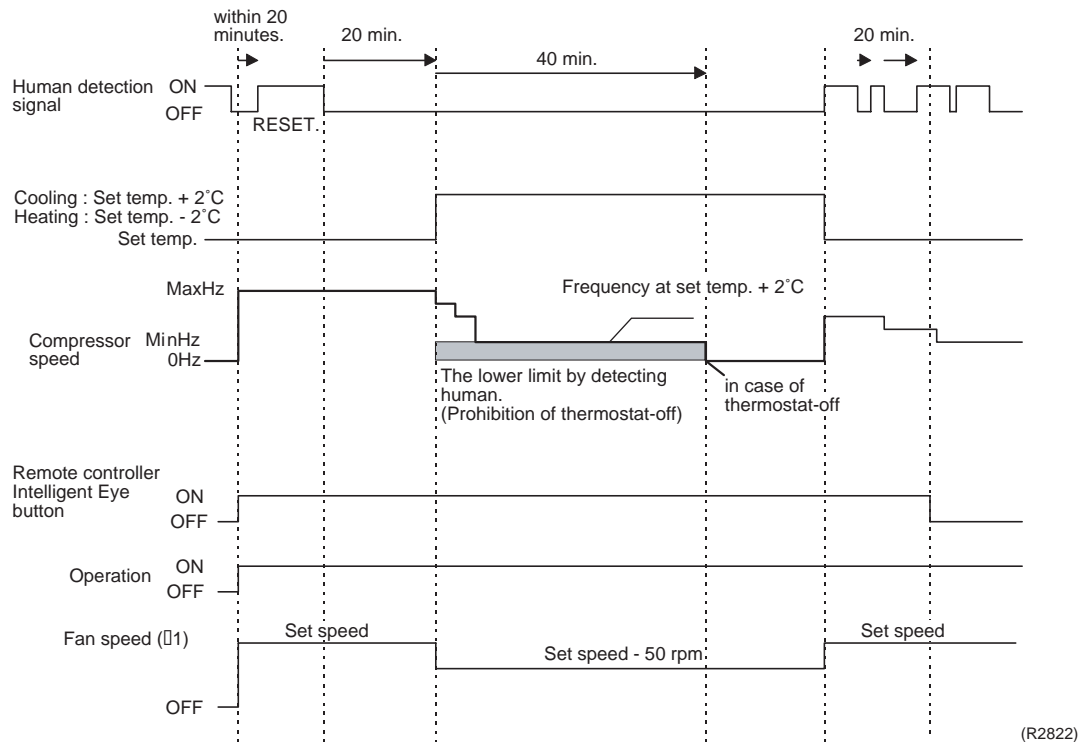 within 20
minutes.
20 min.
40 min.
20 min.
Human detection
signal
ON
OFF
RESET.
Cooling : Set temp. + 2˚C
Heating : Set temp. - 2˚C
Set temp.
MaxHz
Frequency at set temp. + 2˚C
Compressor
speed
MinHz
0Hz
The lower limit by detecting
human.
(Prohibition of thermostat-off)
in case of
thermostat-off
Remote controller
Intelligent Eye
button
ON
OFF
Operation
ON
OFF
Fan speed (▯1)
Set speed
Set speed - 50 rpm
Set speed
OFF
(R2822)